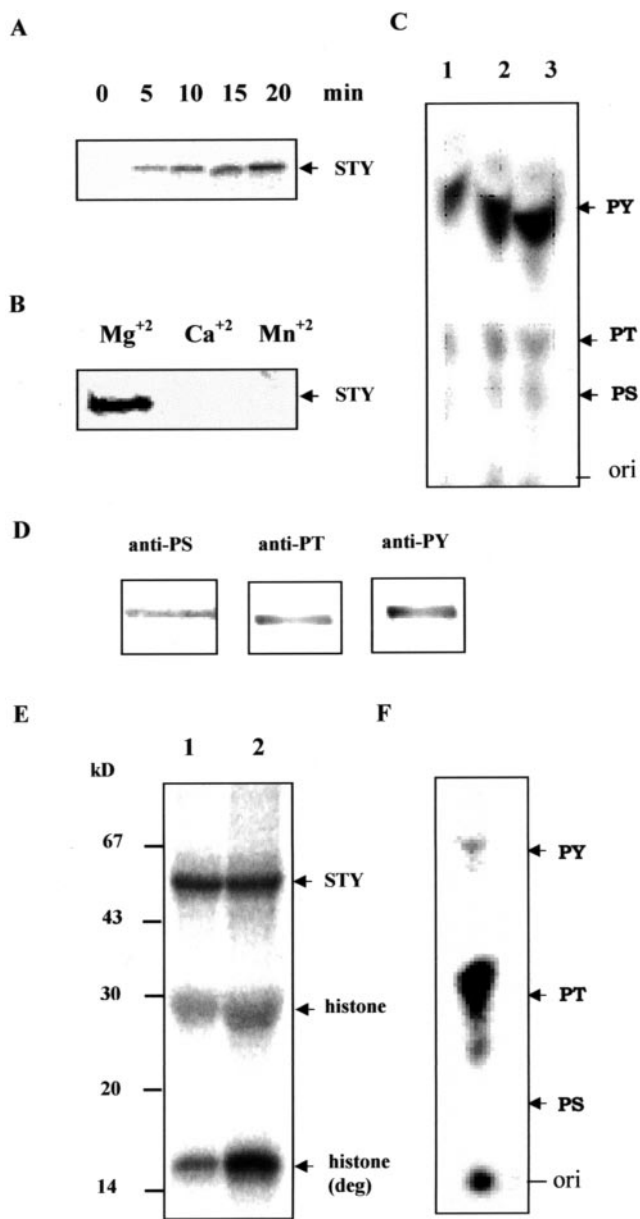 A
0 5 10 15 20 min
STY
B
Mg+2 Ca+2 Mn+2
STY
C
1 2 3
PY
PT
PS
ori
D
anti-PS anti-PT anti-PY
E
1 2
kD
67
43
30
20
14
STY
histone
histone
(deg)
F
PY
PT
PS
ori